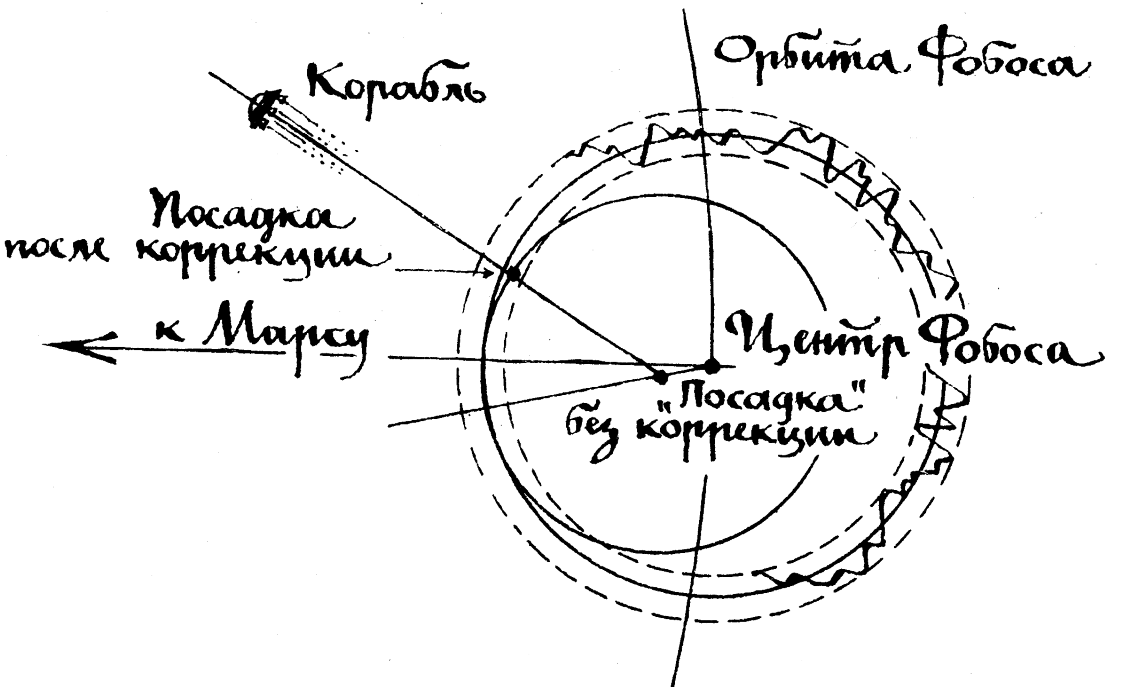 Орбита Фобоса
Корабль
Посадка
после коррекции
к Марсу
Центр Фобоса
"Посадка"
без коррекции